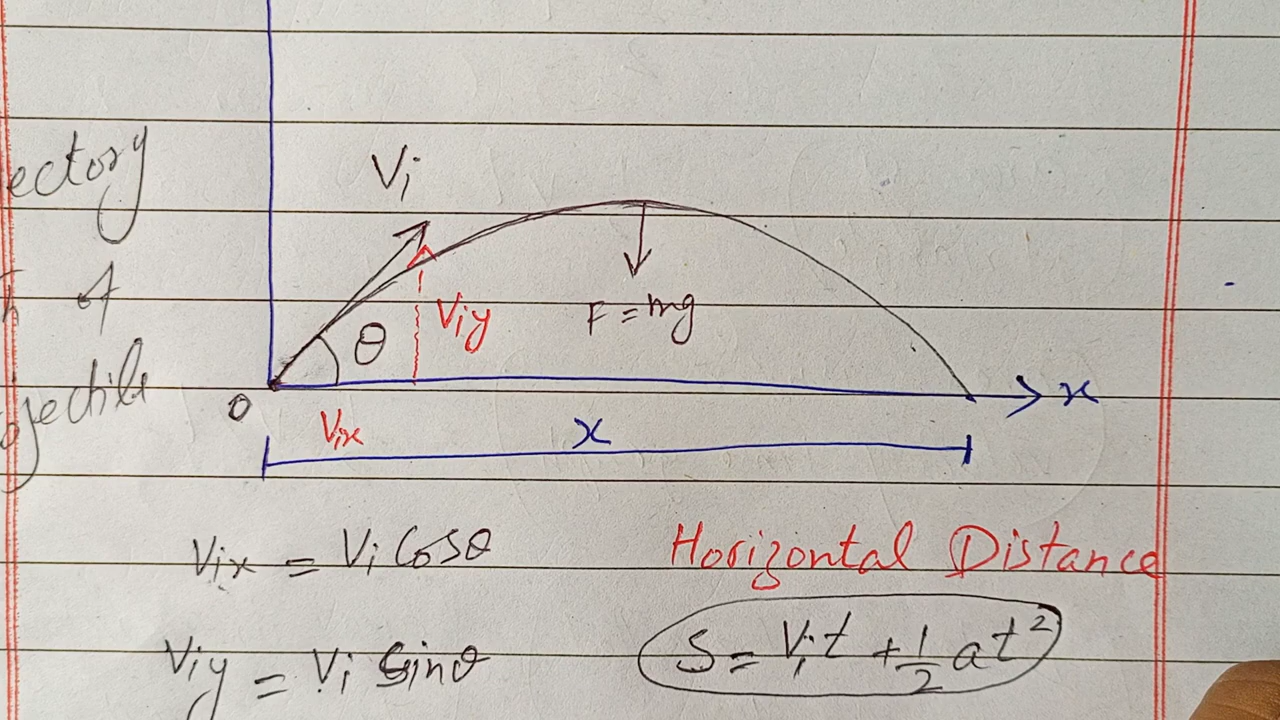 ectory
of
jectile
Vi
θ
Viy
F = mg
O
x
Vix
x
Vix = Vi Cosθ
Horizontal Distance
Viy = Vi Sinθ
S = Vit + 1/2 at²